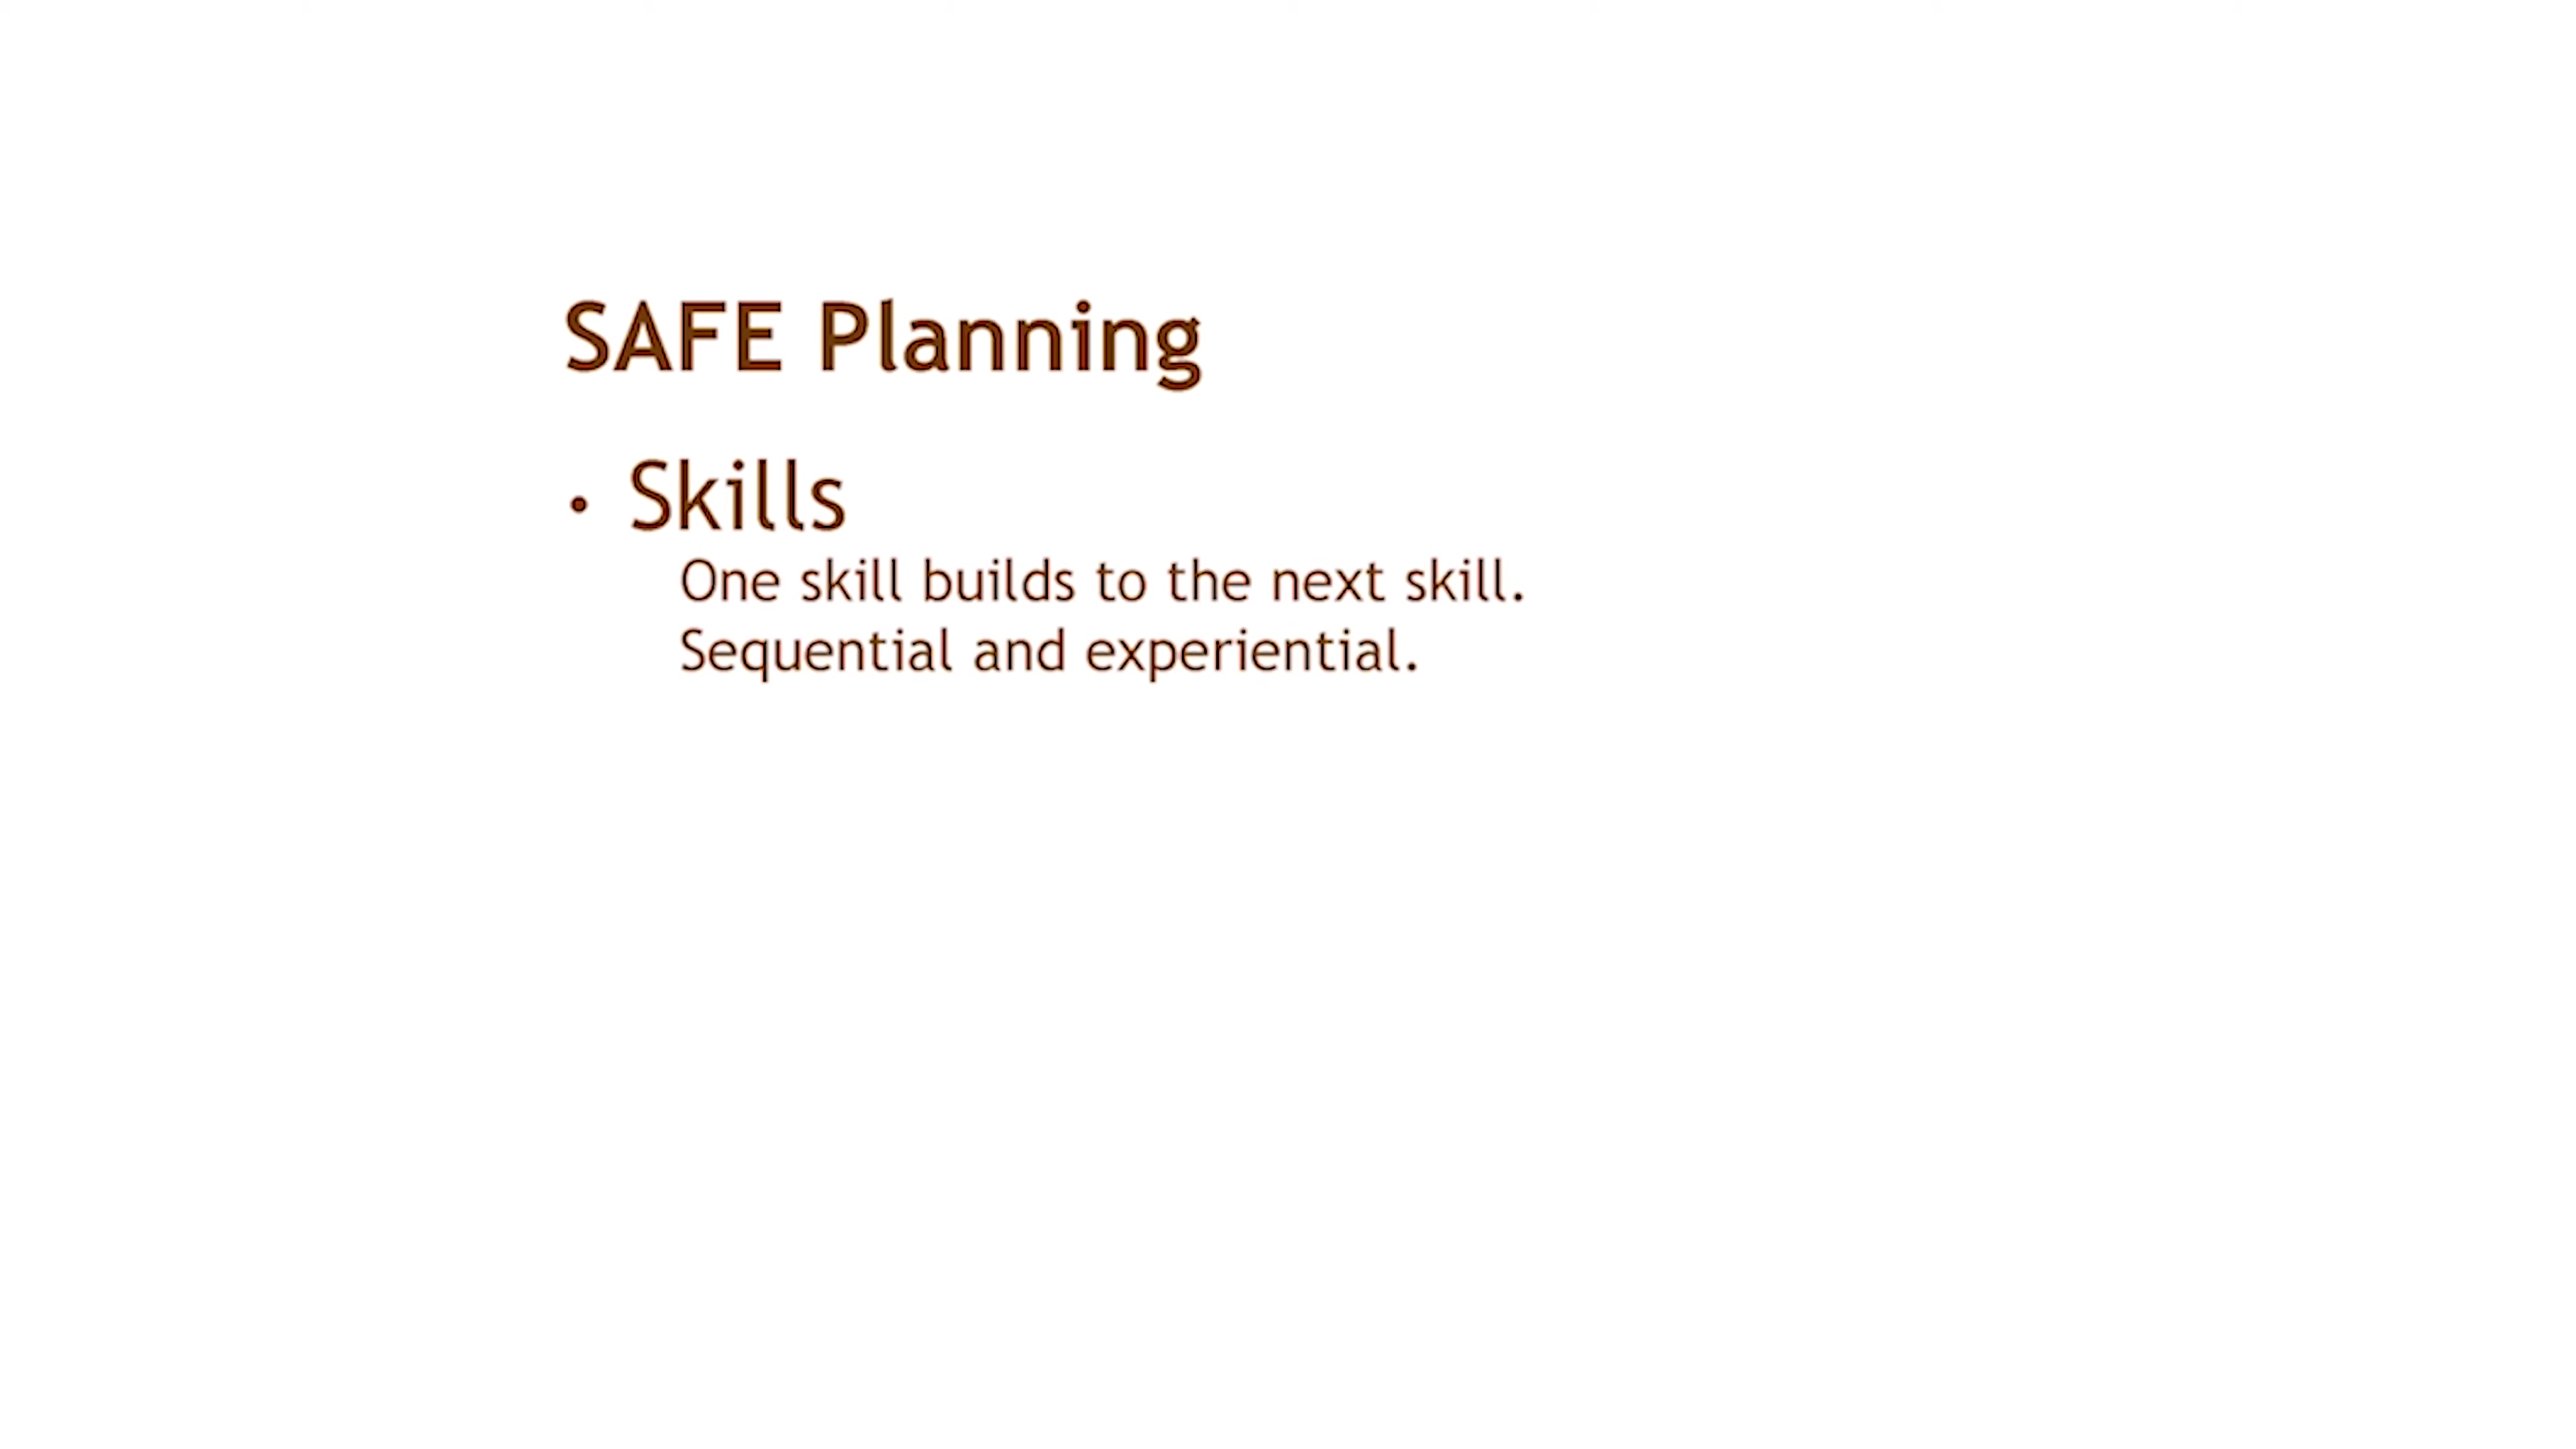 SAFE Planning
• Skills
One skill builds to the next skill.
Sequential and experiential.